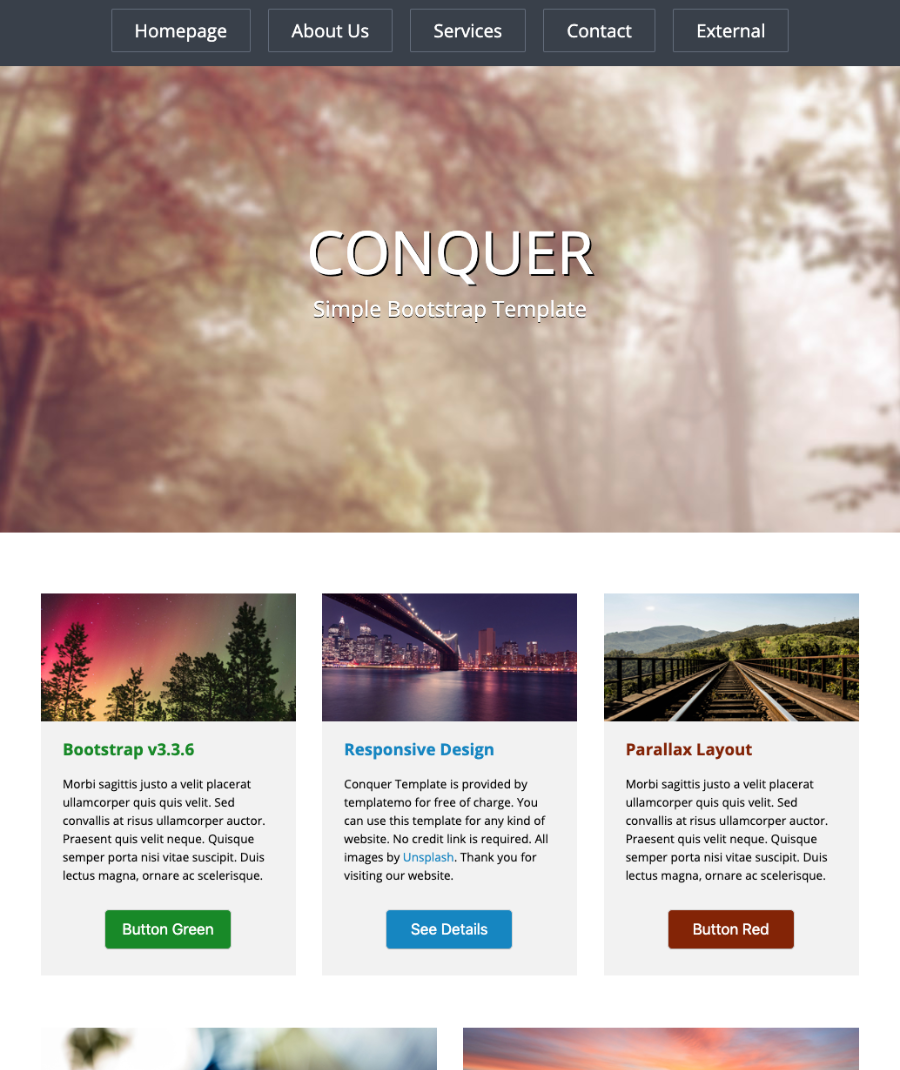 Homepage
About Us
Services
Contact
External
CONQUER
Simple Bootstrap Template
Bootstrap v3.3.6
Morbi sagittis justo a velit placerat
ullamcorper quis quis velit. Sed
convallis at risus ullamcorper auctor.
Praesent quis velit neque. Quisque
semper porta nisi vitae suscipit. Duis
lectus magna, ornare ac scelerisque.
Button Green
Responsive Design
Conquer Template is provided by
templatemo for free of charge. You
can use this template for any kind of
website. No credit link is required. All
images by Unsplash. Thank you for
visiting our website.
See Details
Parallax Layout
Morbi sagittis justo a velit placerat
ullamcorper quis quis velit. Sed
convallis at risus ullamcorper auctor.
Praesent quis velit neque. Quisque
semper porta nisi vitae suscipit. Duis
lectus magna, ornare ac scelerisque.
Button Red